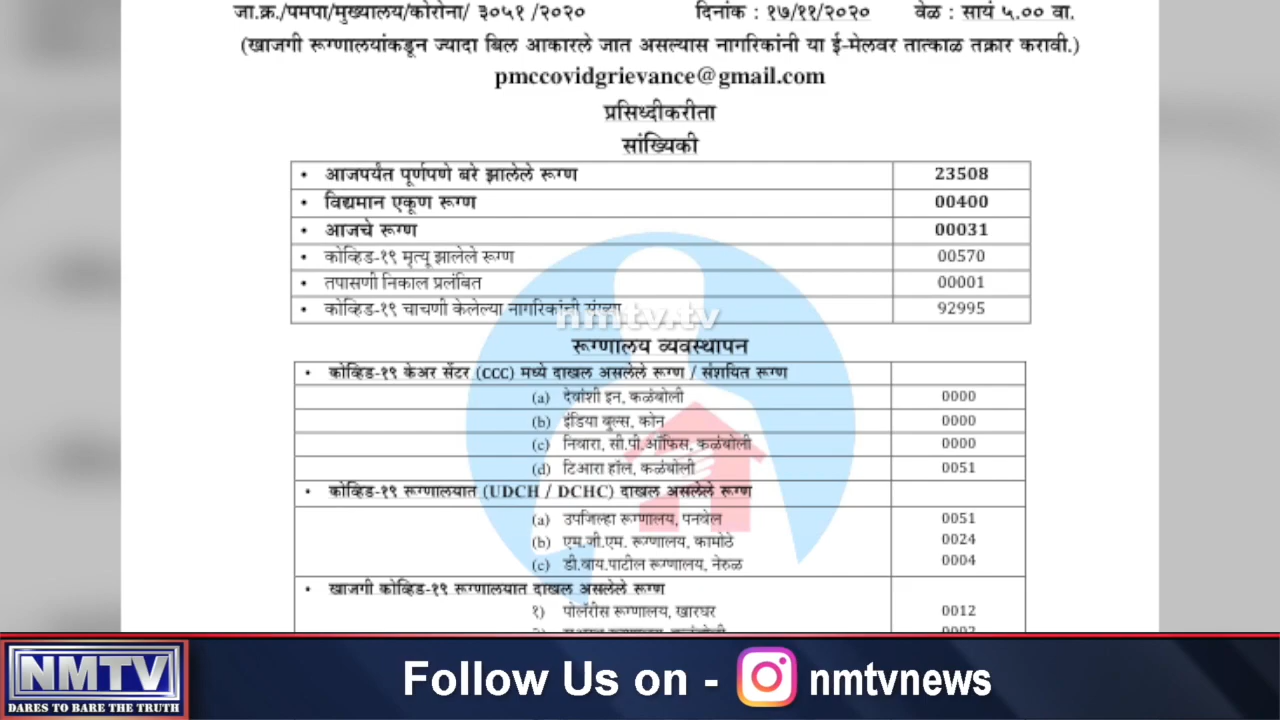 जा.क्र./पमपा/मुख्यालय/कोरोना/ ३०५१ /२०२० दिनांक : १७/११/२०२० वेळ : सायं ५.०० वा.
(खाजगी रूग्णालयांकडून ज्यादा बिल आकारले जात असल्यास नागरिकांनी या ई-मेलवर तात्काळ तक्रार करावी.)
pmccovidgrievance@gmail.com
प्रसिध्दीकरीता
सांख्यिकी
• आजपर्यंत पूर्णपणे बरे झालेले रूग्ण 23508
• विद्यमान एकूण रूग्ण 00400
• आजचे रूग्ण 00031
• कोव्हिड-१९ मृत्यू झालेले रूग्ण 00570
• तपासणी निकाल प्रलंबित 00001
• कोव्हिड-१९ चाचणी केलेल्या नागरिकांची संख्या 92995
nmtv.tv
रूग्णालय व्यवस्थापन
• कोव्हिड-१९ केअर सेंटर (CCC) मध्ये दाखल असलेले रूग्ण / संशयित रूग्ण
(a) देवांशी इन, कळंबोली 0000
(b) इंडिया बुल्स, कोन 0000
(c) निवारा, सी.पी.ऑफिस, कळंबोली 0000
(d) टिआरा हॉल, कळंबोली 0051
• कोव्हिड-१९ रूग्णालयात (UDCH / DCHC) दाखल असलेले रूग्ण
(a) उपजिल्हा रूग्णालय, पनवेल 0051
(b) एम.जी.एम. रूग्णालय, कामोठे 0024
(c) डी.वाय.पाटील रूग्णालय, नेरुळ 0004
• खाजगी कोव्हिड-१९ रूग्णालयात दाखल असलेले रूग्ण
१) पोलॅरीस रूग्णालय, खारघर 0012
NMTV
DARES TO BARE THE TRUTH
Follow Us on - nmtvnews